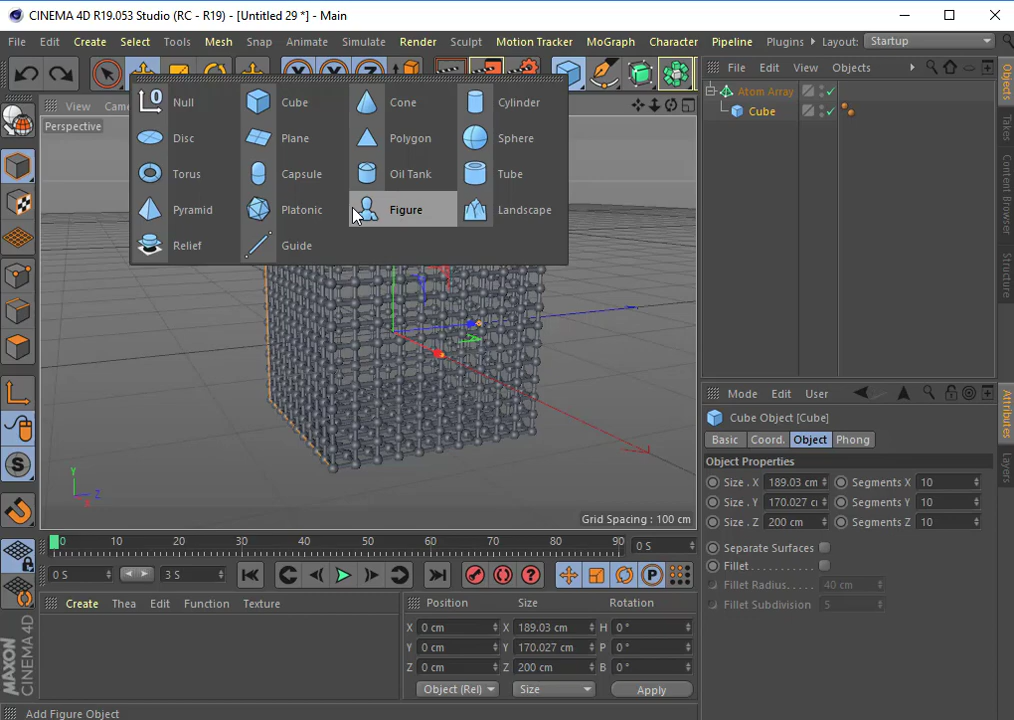 CINEMA 4D R19.053 Studio (RC - R19) - [Untitled 29 *] - Main
File Edit Create Select Tools Mesh Snap Animate Simulate Render Sculpt Motion Tracker MoGraph Character Pipeline Plugins Layout: Startup
File Edit View Objects
View Came
Perspective
Null Cube Cone Cylinder
Disc Plane Polygon Sphere
Torus Capsule Oil Tank Tube
Pyramid Platonic Figure Landscape
Relief Guide
Atom Array
Cube
Objects
Takes
Content Browser
Structure
Mode Edit User
Cube Object [Cube]
Basic Coord. Object Phong
Object Properties
Size . X 189.03 cm Segments X 10
Size . Y 170.027 c Segments Y 10
Size . Z 200 cm Segments Z 10
Separate Surfaces
Fillet
Fillet Radius 40 cm
Fillet Subdivision 5
Attributes
Layers
Y
Z
X
Grid Spacing : 100 cm
0 10 20 30 40 50 60 70 80 90 0 S
0 S 3 S
Create Thea Edit Function Texture
Position Size Rotation
X 0 cm X 189.03 cm H 0 °
Y 0 cm Y 170.027 cm P 0 °
Z 0 cm Z 200 cm B 0 °
Object (Rel) Size Apply
MAXON
CINEMA 4D
Add Figure Object